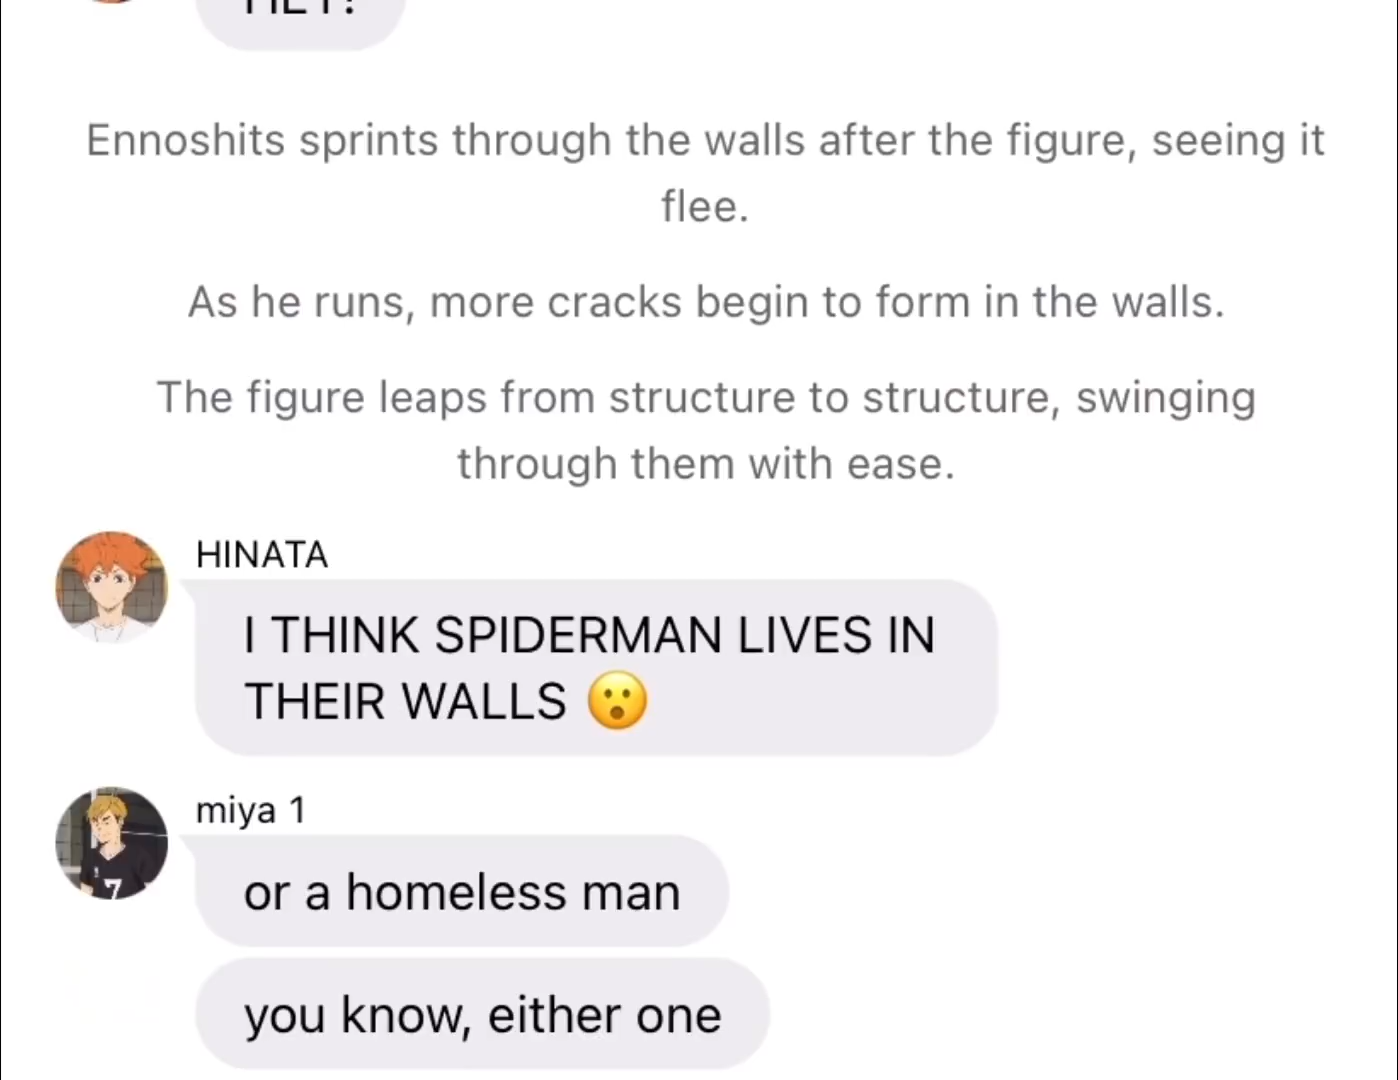 HEY!
Ennoshits sprints through the walls after the figure, seeing it
flee.
As he runs, more cracks begin to form in the walls.
The figure leaps from structure to structure, swinging
through them with ease.
HINATA
I THINK SPIDERMAN LIVES IN
THEIR WALLS 😮
miya 1
7
or a homeless man
you know, either one